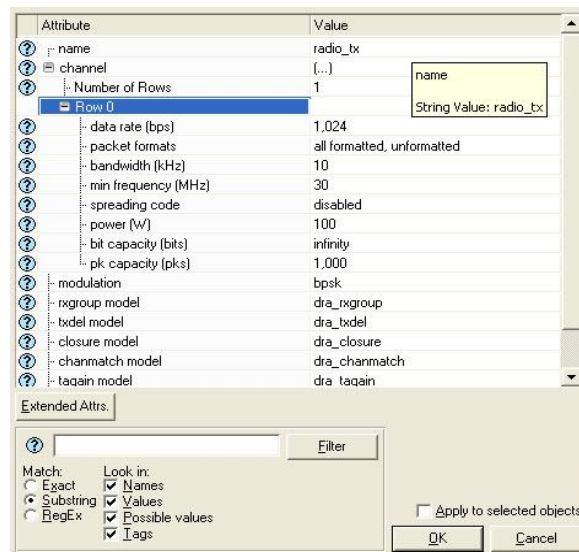 Attribute Value
name radio_tx
channel (...)
Number of Rows 1
Row 0
data rate (bps) 1,024
packet formats all formatted, unformatted
bandwidth (kHz) 10
min frequency (MHz) 30
spreading code disabled
power (W) 100
bit capacity (bits) infinity
pk capacity (pks) 1,000
modulation bpsk
rxgroup model dra_rxgroup
txdel model dra_txdel
closure model dra_closure
chanmatch model dra_chanmatch
tagain model dra_tagain
name
String Value: radio_tx
Extended Attrs.
Filter
Match: Look in:
Exact Names
Substring Values
RegEx Possible values
Tags
Apply to selected objects
OK Cancel